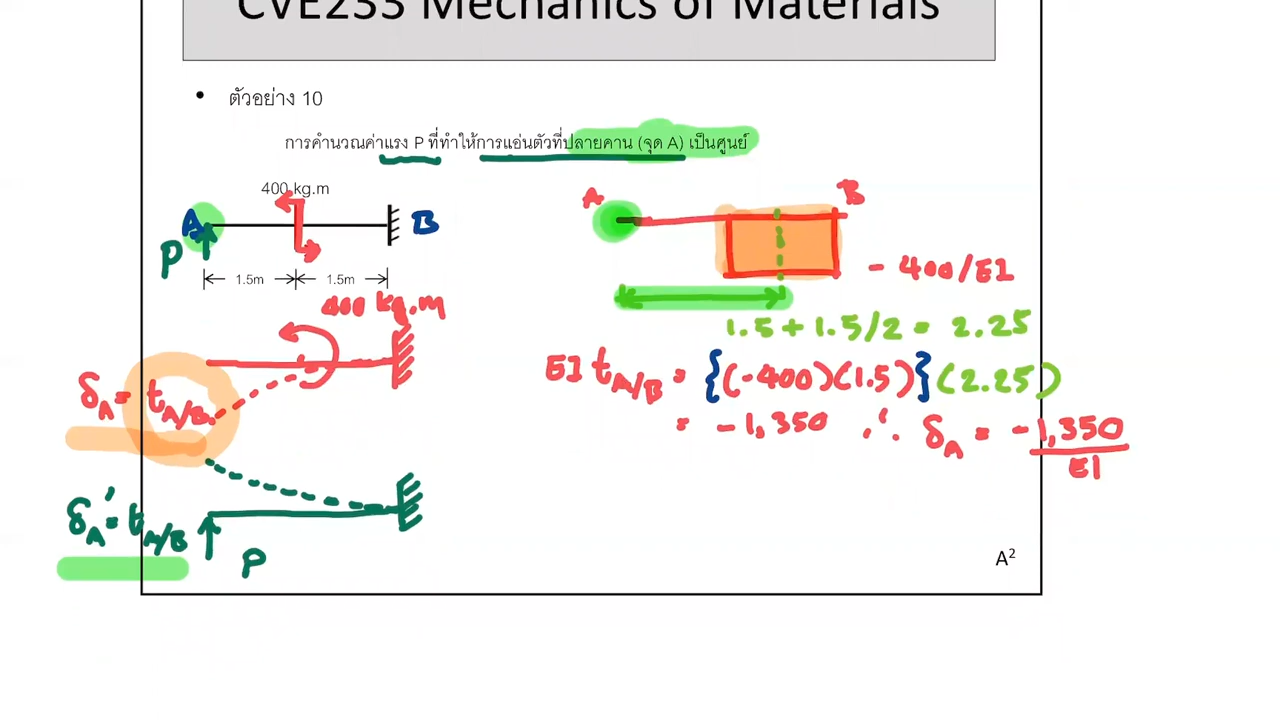 CVE233 Mechanics of Materials
• ตัวอย่าง 10
การคำนวณค่าแรง P ที่ทำให้การแอ่นตัวที่ปลายคาน (จุด A) เป็นศูนย์
400 kg.m
A
B
P
1.5m
1.5m
A
B
- 400/EI
1.5 + 1.5/2 = 2.25
400 kg.m
δA = tA/B
EI tA/B = {(-400)(1.5)}(2.25)
= -1,350 ∴ δA = -1,350/EI
δA' = tA/B
P
A²